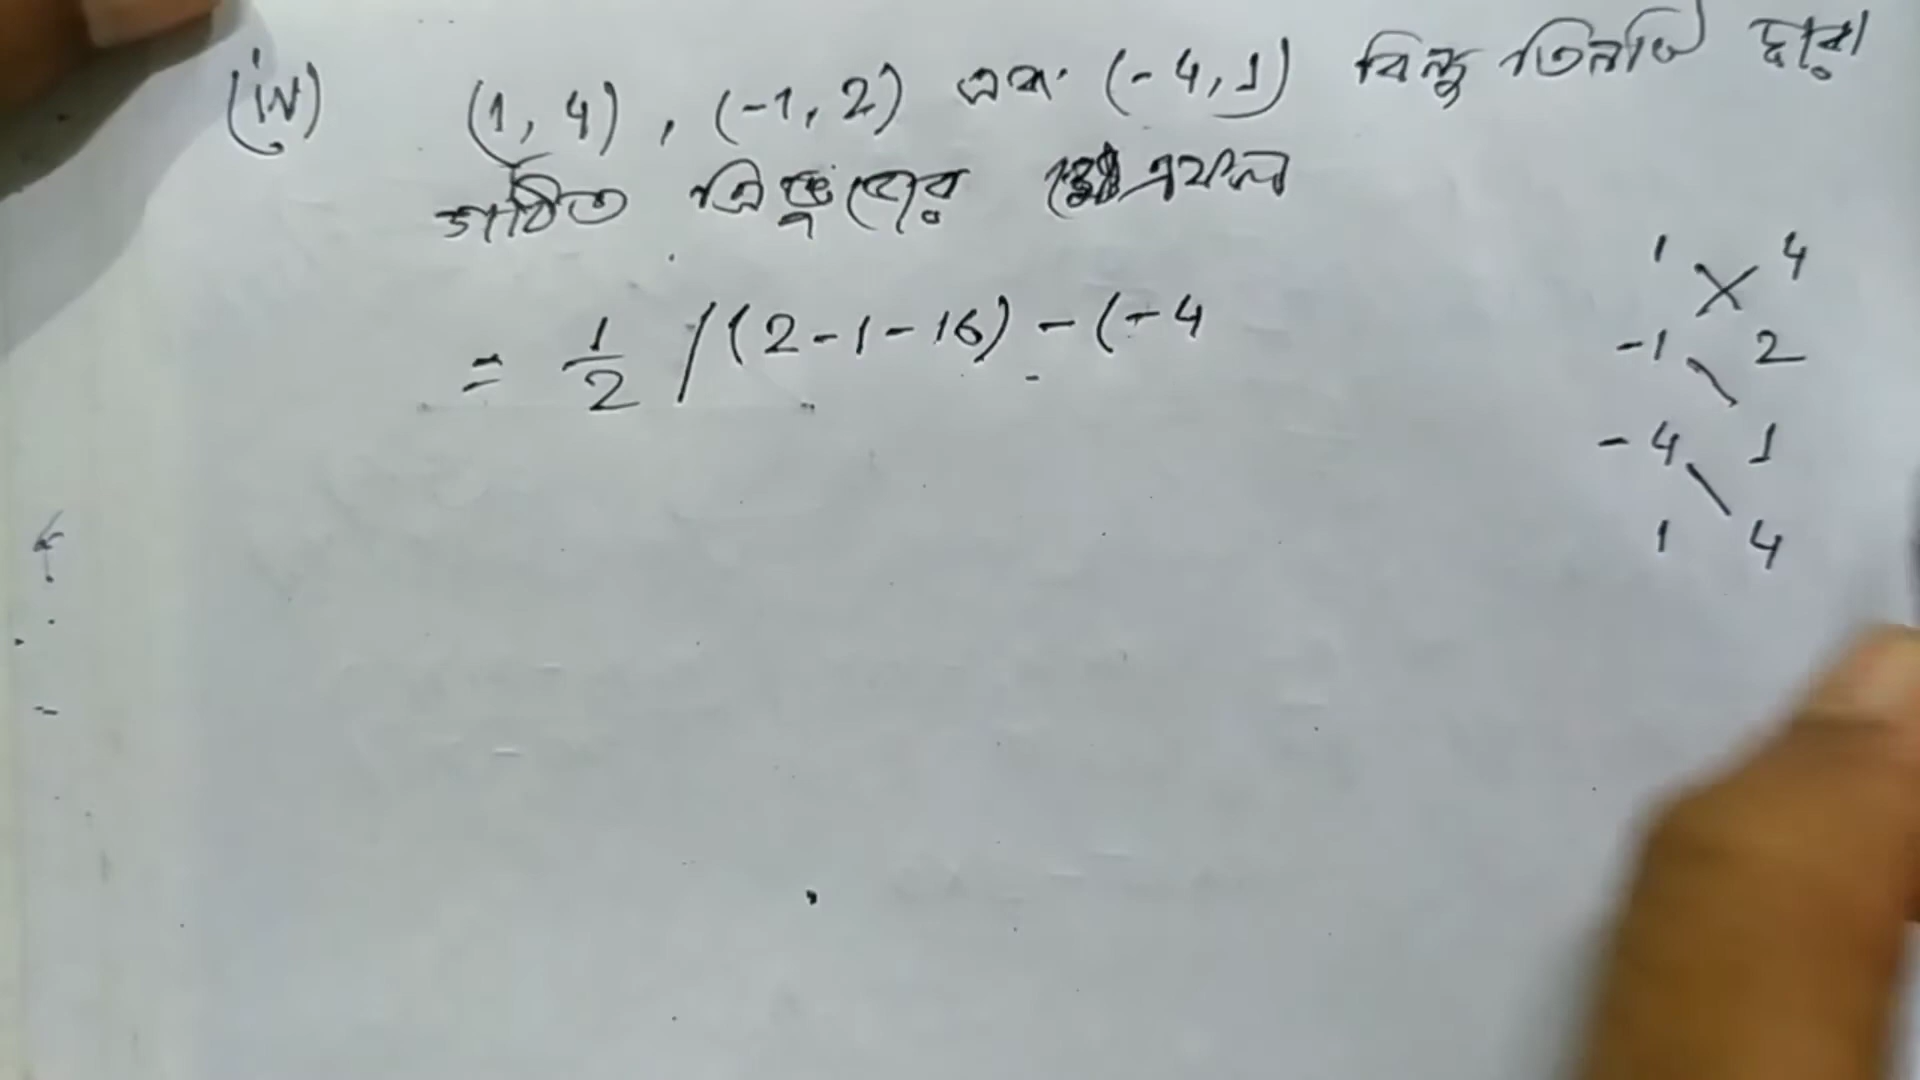 (iv) (1, 4), (-1, 2) এবং (-4, 1) বিন্দু তিনটি দ্বারা
গঠিত ত্রিভুজের ক্ষেত্রফল
= 1/2 |(2-1-16) - (-4
1 4
-1 2
-4 1
1 4